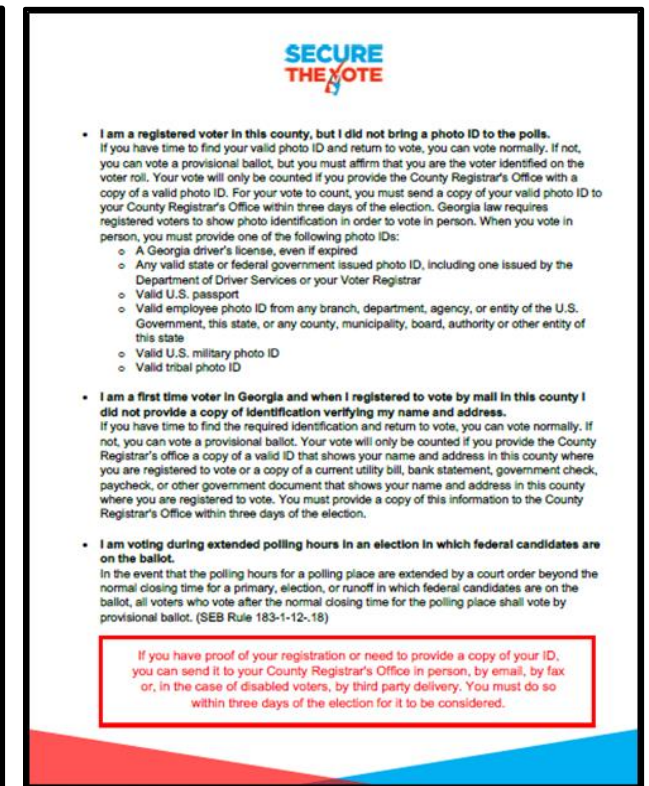 SECURE
THE VOTE
• I am a registered voter in this county, but I did not bring a photo ID to the polls.
If you have time to find your valid photo ID and return to vote, you can vote normally. If not,
you can vote a provisional ballot, but you must affirm that you are the voter identified on the
voter roll. Your vote will only be counted if you provide the County Registrar's Office with a
copy of a valid photo ID. For your vote to count, you must send a copy of your valid photo ID to
your County Registrar's Office within three days of the election. Georgia law requires
registered voters to show photo identification in order to vote in person. When you vote in
person, you must provide one of the following photo IDs:
o A Georgia driver's license, even if expired
o Any valid state or federal government issued photo ID, including one issued by the
Department of Driver Services or your Voter Registrar
o Valid U.S. passport
o Valid employee photo ID from any branch, department, agency, or entity of the U.S.
Government, this state, or any county, municipality, board, authority or other entity of
this state
o Valid U.S. military photo ID
o Valid tribal photo ID
• I am a first time voter in Georgia and when I registered to vote by mail in this county I
did not provide a copy of identification verifying my name and address.
If you have time to find the required identification and return to vote, you can vote normally. If
not, you can vote a provisional ballot. Your vote will only be counted if you provide the County
Registrar's office a copy of a valid ID that shows your name and address in this county where
you are registered to vote or a copy of a current utility bill, bank statement, government check,
paycheck, or other government document that shows your name and address in this county
where you are registered to vote. You must provide a copy of this information to the County
Registrar's Office within three days of the election.
• I am voting during extended polling hours in an election in which federal candidates are
on the ballot.
In the event that the polling hours for a polling place are extended by a court order beyond the
normal closing time for a primary, election, or runoff in which federal candidates are on the
ballot, all voters who vote after the normal closing time for the polling place shall vote by
provisional ballot. (SEB Rule 183-1-12-.18)
If you have proof of your registration or need to provide a copy of your ID,
you can send it to your County Registrar's Office in person, by email, by fax
or, in the case of disabled voters, by third party delivery. You must do so
within three days of the election for it to be considered.